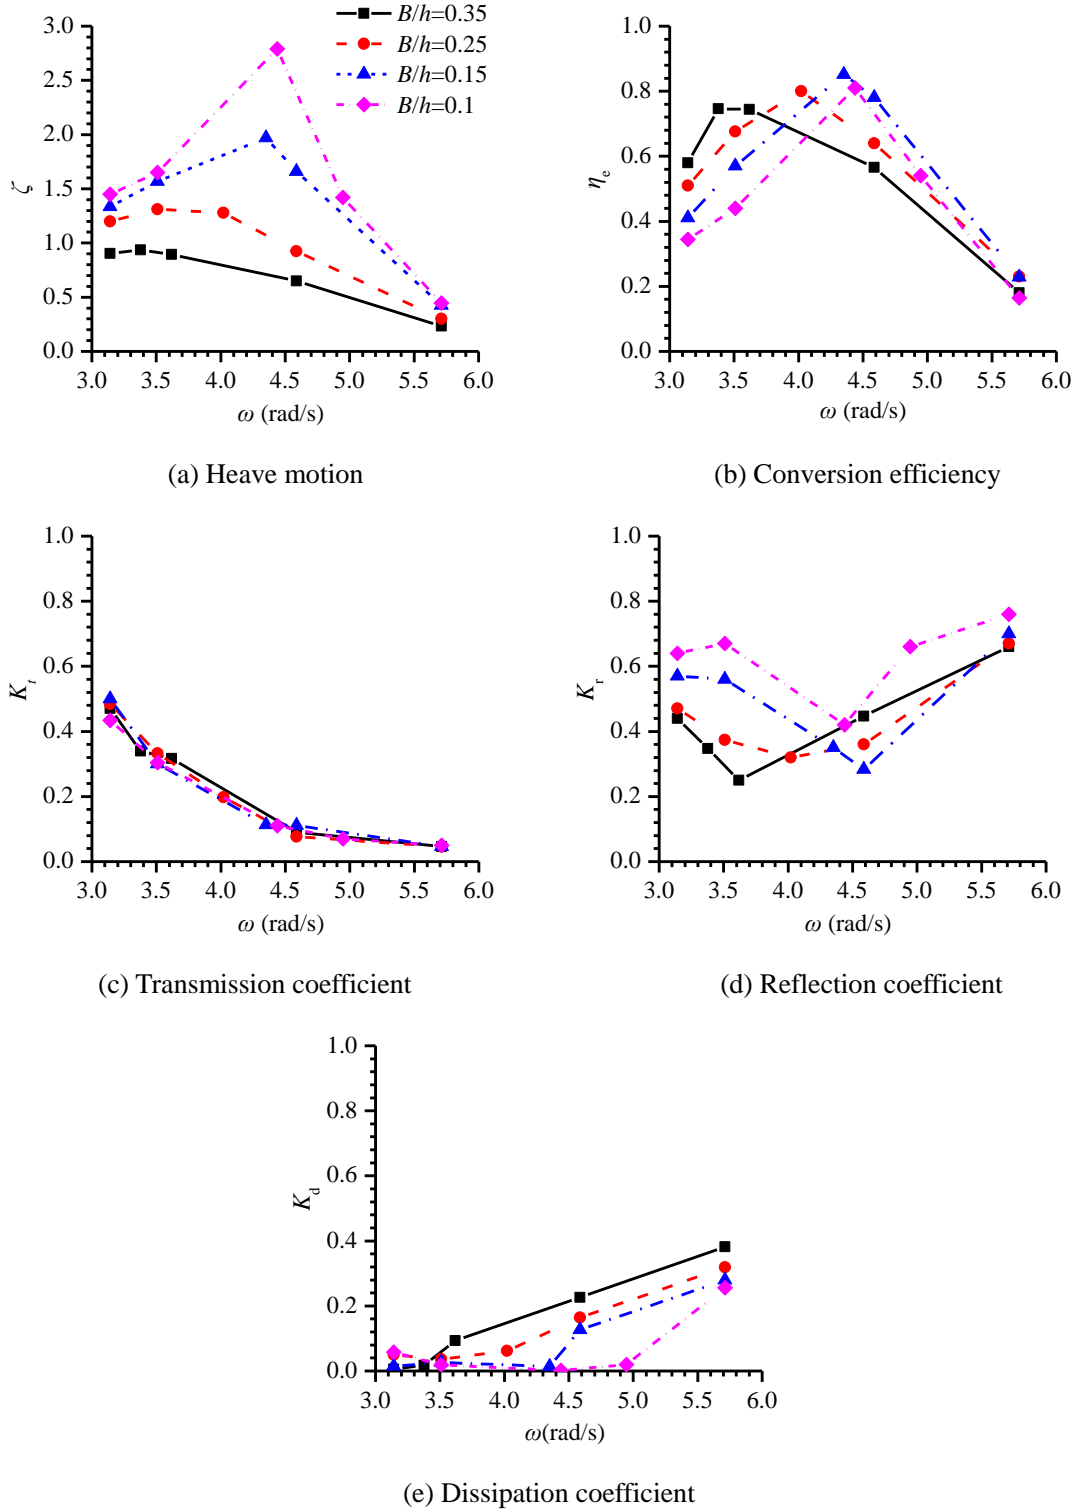 B/h=0.35
B/h=0.25
B/h=0.15
B/h=0.1
3.0
2.5
2.0
1.5
1.0
0.5
0.0
ζ
3.0 3.5 4.0 4.5 5.0 5.5 6.0
ω (rad/s)
(a) Heave motion
1.0
0.8
0.6
0.4
0.2
0.0
ηe
3.0 3.5 4.0 4.5 5.0 5.5 6.0
ω (rad/s)
(b) Conversion efficiency
1.0
0.8
0.6
0.4
0.2
0.0
Kt
3.0 3.5 4.0 4.5 5.0 5.5 6.0
ω (rad/s)
(c) Transmission coefficient
1.0
0.8
0.6
0.4
0.2
0.0
Kr
3.0 3.5 4.0 4.5 5.0 5.5 6.0
ω (rad/s)
(d) Reflection coefficient
1.0
0.8
0.6
0.4
0.2
0.0
Kd
3.0 3.5 4.0 4.5 5.0 5.5 6.0
ω(rad/s)
(e) Dissipation coefficient